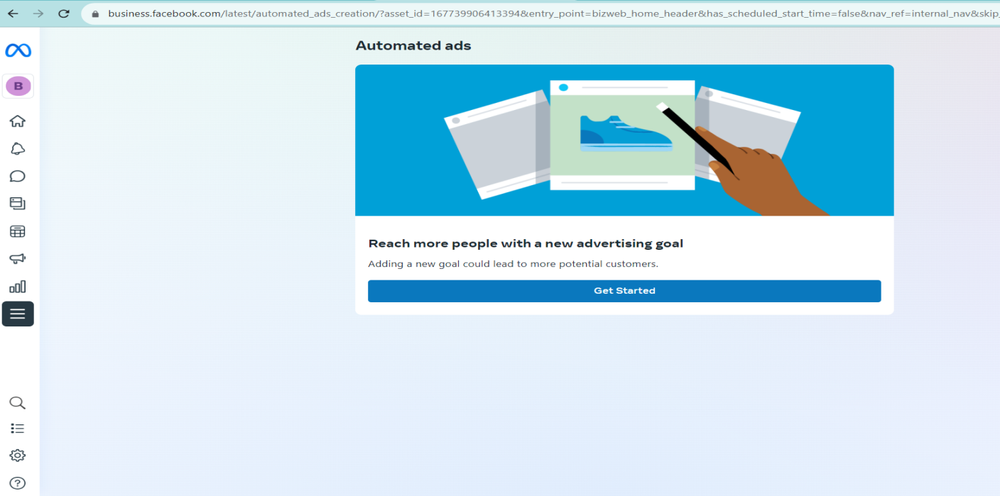 business.facebook.com/latest/automated_ads_creation/?asset_id=167739906413394&entry_point=bizweb_home_header&has_scheduled_start_time=false&nav_ref=internal_nav&skip_
Automated ads
B
Reach more people with a new advertising goal
Adding a new goal could lead to more potential customers.
Get Started